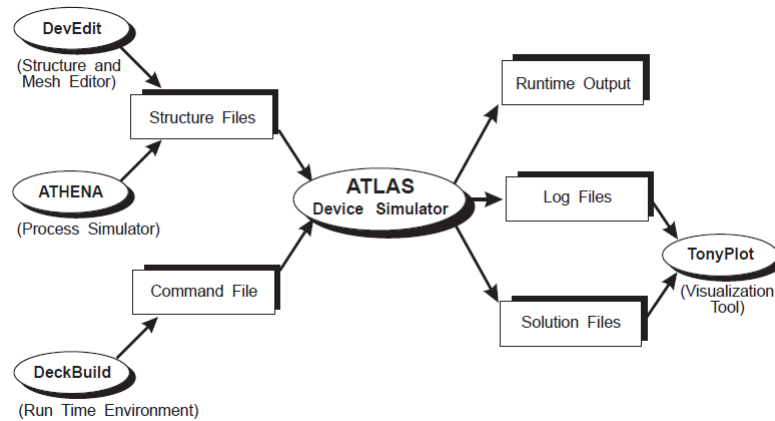 DevEdit
(Structure and
Mesh Editor)
Structure Files
ATHENA
(Process Simulator)
Command File
DeckBuild
(Run Time Environment)
ATLAS
Device Simulator
Runtime Output
Log Files
Solution Files
TonyPlot
(Visualization
Tool)